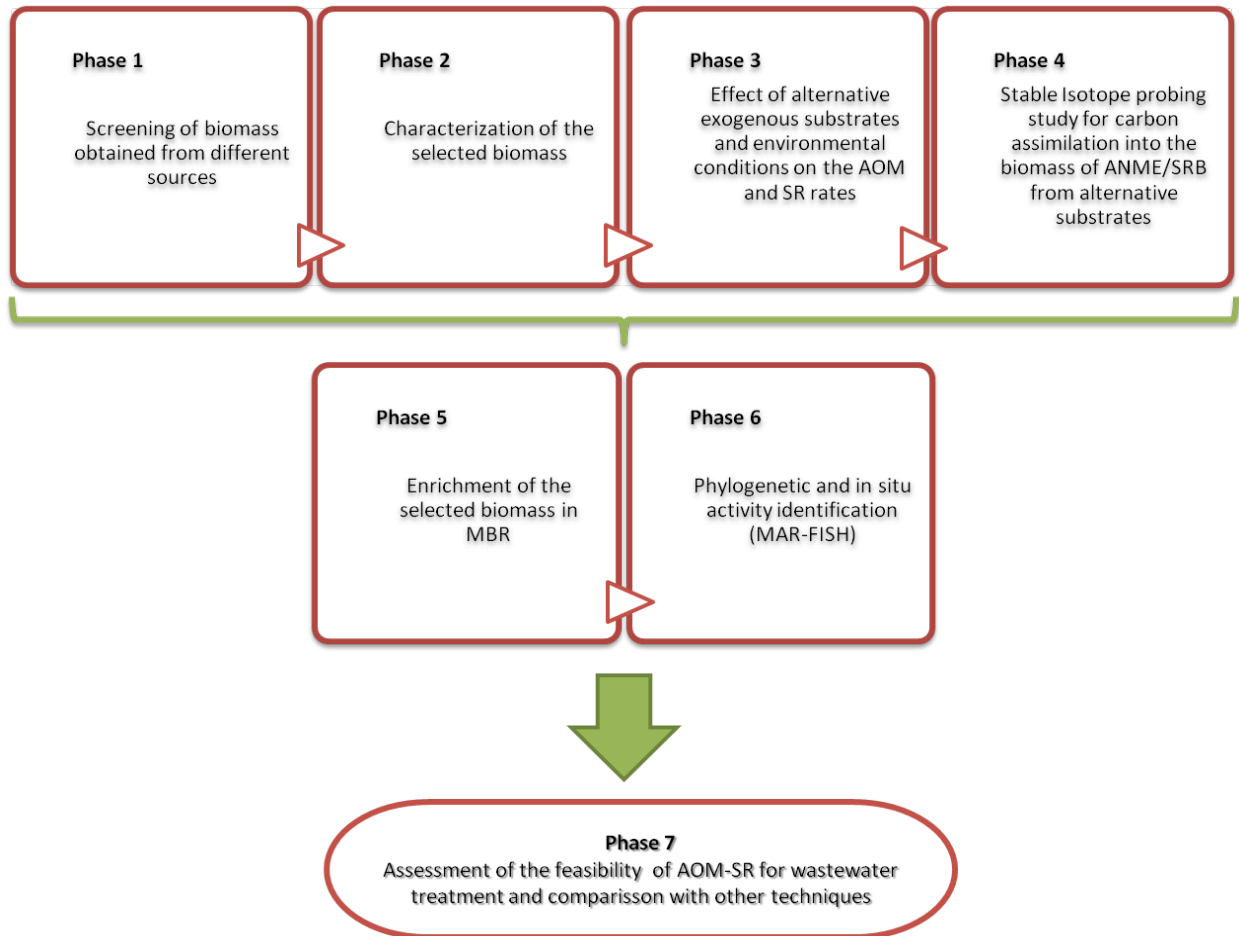 Phase 1
Screening of biomass
obtained from different
sources
Phase 2
Characterization of the
selected biomass
Phase 3
Effect of alternative
exogenous substrates
and environmental
conditions on the AOM
and SR rates
Phase 4
Stable Isotope probing
study for carbon
assimilation into the
biomass of ANME/SRB
from alternative
substrates
Phase 5
Enrichment of the
selected biomass in
MBR
Phase 6
Phylogenetic and in situ
activity identification
(MAR-FISH)
Phase 7
Assessment of the feasibility of AOM-SR for wastewater
treatment and comparisson with other techniques